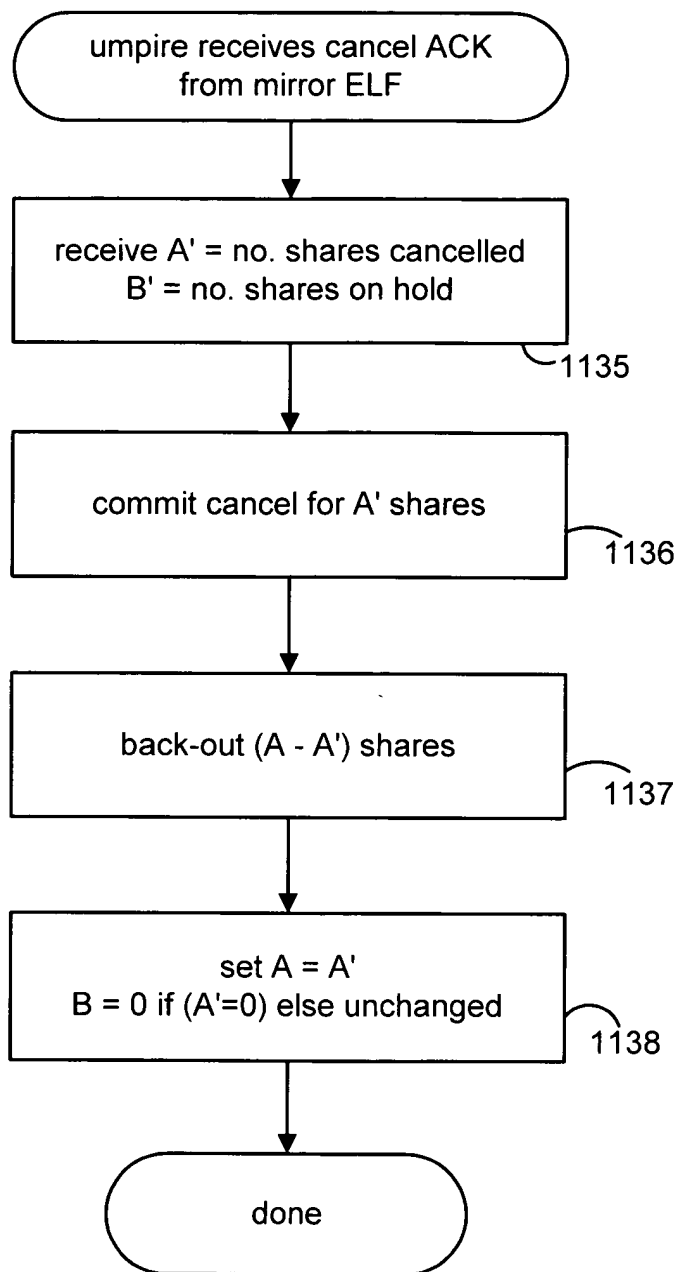 umpire receives cancel ACK
from mirror ELF
receive A' = no. shares cancelled
B' = no. shares on hold
1135
commit cancel for A' shares
1136
back-out (A - A') shares
1137
set A = A'
B = 0 if (A'=0) else unchanged
1138
done